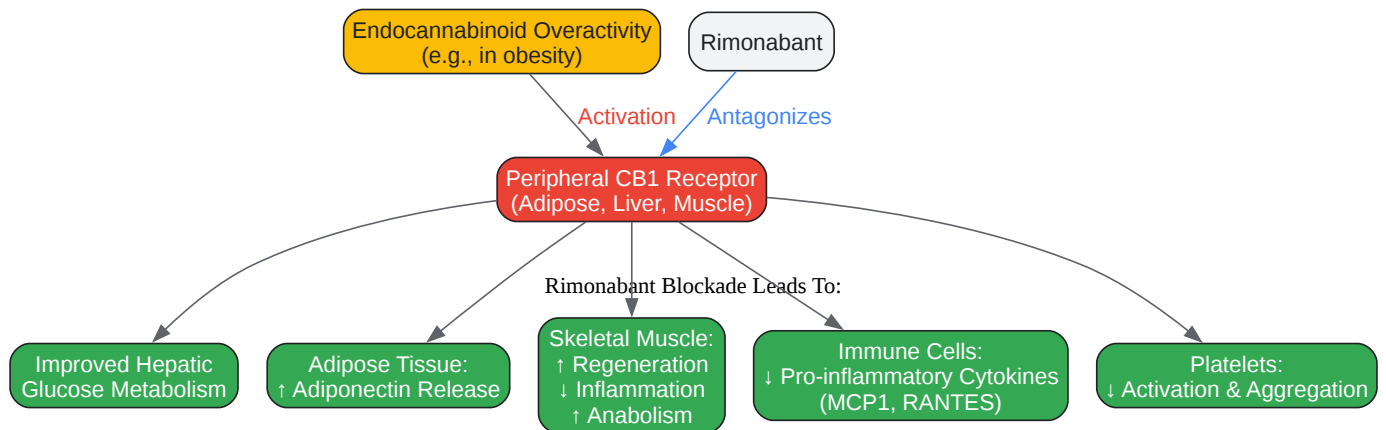 Endocannabinoid Overactivity
(e.g., in obesity)
Rimonabant
Activation
Antagonizes
Peripheral CB1 Receptor
(Adipose, Liver, Muscle)
Rimonabant Blockade Leads To:
Improved Hepatic
Glucose Metabolism
Adipose Tissue:
↑ Adiponectin Release
Skeletal Muscle:
↑ Regeneration
↓ Inflammation
↑ Anabolism
Immune Cells:
↓ Pro-inflammatory Cytokines
(MCP1, RANTES)
Platelets:
↓ Activation & Aggregation